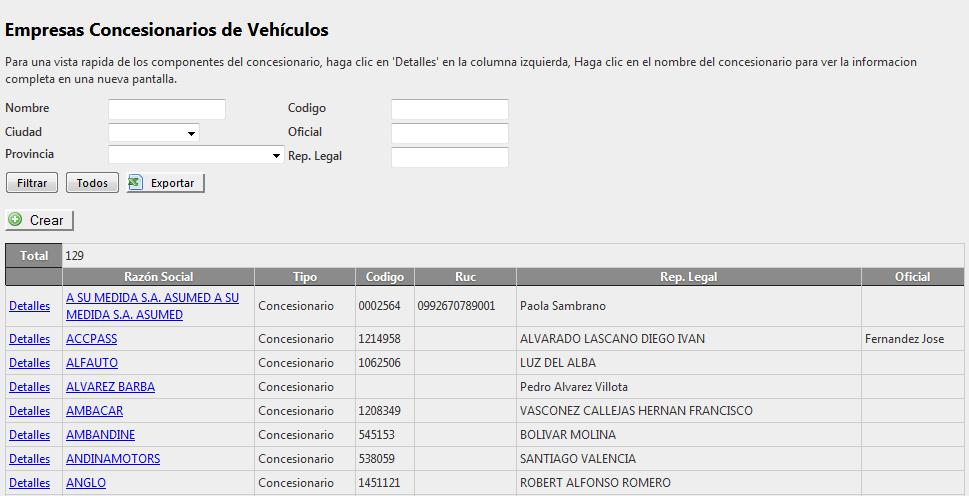 Empresas Concesionarios de Vehículos
Para una vista rapida de los componentes del concesionario, haga clic en 'Detalles' en la columna izquierda, Haga clic en el nombre del concesionario para ver la informacion
completa en una nueva pantalla.
Nombre Codigo
Ciudad Oficial
Provincia Rep. Legal
Filtrar Todos Exportar
Crear
Total 129
Razón Social Tipo Codigo Ruc Rep. Legal Oficial
Detalles A SU MEDIDA S.A. ASUMED A SU
MEDIDA S.A. ASUMED Concesionario 0002564 0992670789001 Paola Sambrano
Detalles ACCPASS Concesionario 1214958 ALVARADO LASCANO DIEGO IVAN Fernandez Jose
Detalles ALFAUTO Concesionario 1062506 LUZ DEL ALBA
Detalles ALVAREZ BARBA Concesionario Pedro Alvarez Villota
Detalles AMBACAR Concesionario 1208349 VASCONEZ CALLEJAS HERNAN FRANCISCO
Detalles AMBANDINE Concesionario 545153 BOLIVAR MOLINA
Detalles ANDINAMOTORS Concesionario 538059 SANTIAGO VALENCIA
Detalles ANGLO Concesionario 1451121 ROBERT ALFONSO ROMERO